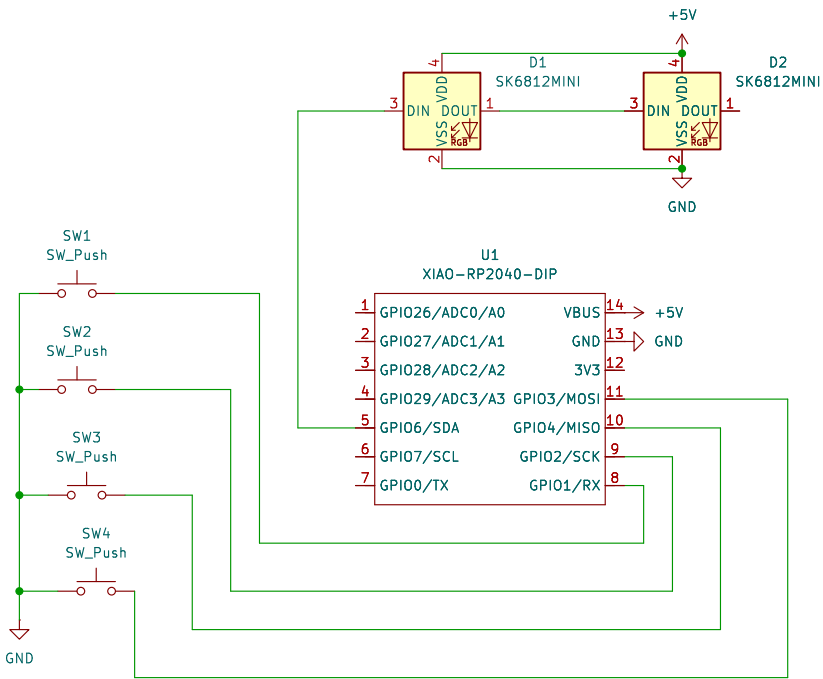 +5V
D1
SK6812MINI
D2
SK6812MINI
4
VDD
3
DIN
DOUT
1
VSS
RGB
2
4
VDD
3
DIN
DOUT
1
VSS
RGB
2
GND
SW1
SW_Push
SW2
SW_Push
SW3
SW_Push
SW4
SW_Push
GND
U1
XIAO-RP2040-DIP
1 GPIO26/ADC0/A0 VBUS 14 +5V
2 GPIO27/ADC1/A1 GND 13 GND
3 GPIO28/ADC2/A2 3V3 12
4 GPIO29/ADC3/A3 GPIO3/MOSI 11
5 GPIO6/SDA GPIO4/MISO 10
6 GPIO7/SCL GPIO2/SCK 9
7 GPIO0/TX GPIO1/RX 8